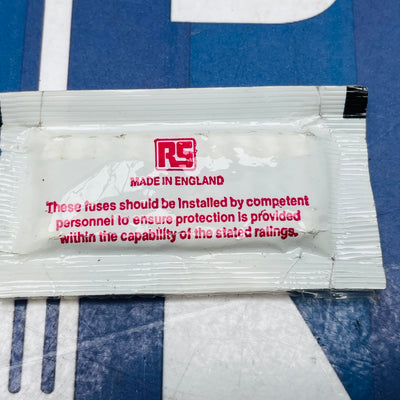 RS
MADE IN ENGLAND
These fuses should be installed by competent
personnel to ensure protection is provided
within the capability of the stated ratings.